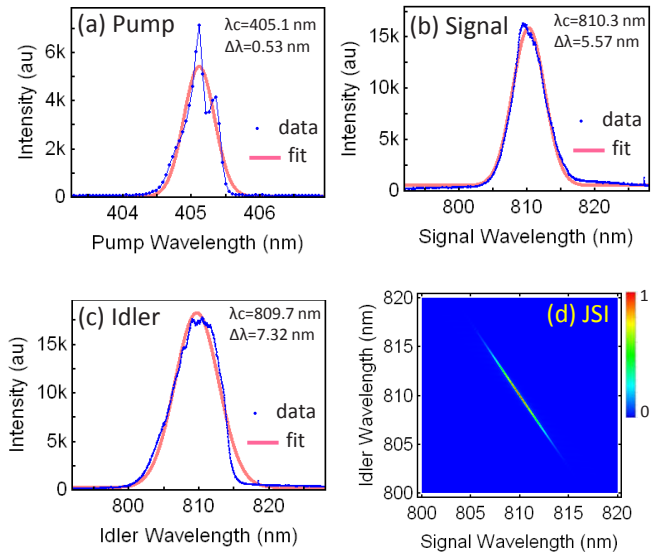 (a) Pump
λc=405.1 nm
Δλ=0.53 nm
Intensity (au)
6k
4k
2k
0
data
fit
404 405 406
Pump Wavelength (nm)
(b) Signal
λc=810.3 nm
Δλ=5.57 nm
Intensity (au)
15k
10k
5k
0
data
fit
800 810 820
Signal Wavelength (nm)
(c) Idler
λc=809.7 nm
Δλ=7.32 nm
Intensity (au)
15k
10k
5k
0
data
fit
800 810 820
Idler Wavelength (nm)
(d) JSI
Idler Wavelength (nm)
820
815
810
805
800
800 805 810 815 820
Signal Wavelength (nm)
1
0